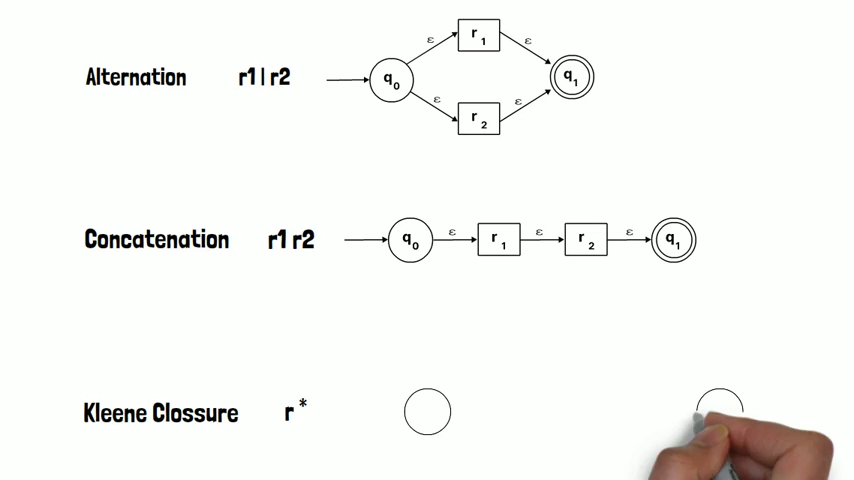 ε r1 ε
Alternation r1 | r2 q0 q1
ε r2 ε
Concatenation r1 r2 q0 ε r1 ε r2 ε q1
Kleene Clossure r*